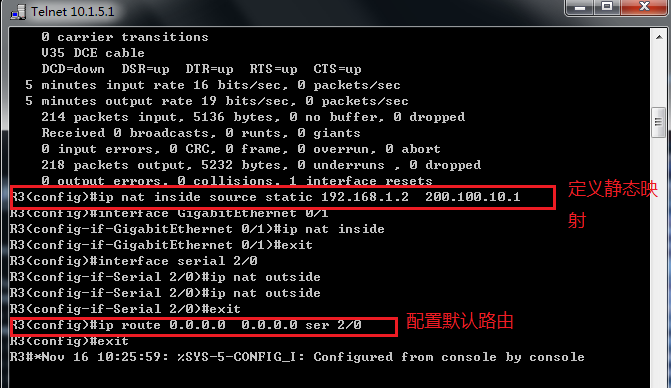 Telnet 10.1.5.1
0 carrier transitions
V35 DCE cable
DCD=down  DSR=up  DTR=up  RTS=up  CTS=up
5 minutes input rate 16 bits/sec, 0 packets/sec
5 minutes output rate 19 bits/sec, 0 packets/sec
214 packets input, 5136 bytes, 0 no buffer, 0 dropped
Received 0 broadcasts, 0 runts, 0 giants
0 input errors, 0 CRC, 0 frame, 0 overrun, 0 abort
218 packets output, 5232 bytes, 0 underruns , 0 dropped
0 output errors, 0 collisions, 1 interface resets
R3(config)#ip nat inside source static 192.168.1.2  200.100.10.1
定义静态映
射
R3(config)#interface GigabitEthernet 0/1
R3(config-if-GigabitEthernet 0/1)#ip nat inside
R3(config-if-GigabitEthernet 0/1)#exit
R3(config)#interface serial 2/0
R3(config-if-Serial 2/0)#ip nat outside
R3(config-if-Serial 2/0)#ip nat outside
R3(config-if-Serial 2/0)#exit
R3(config)#ip route 0.0.0.0  0.0.0.0 ser 2/0
配置默认路由
R3(config)#exit
R3#*Nov 16 10:25:59: %SYS-5-CONFIG_I: Configured from console by console